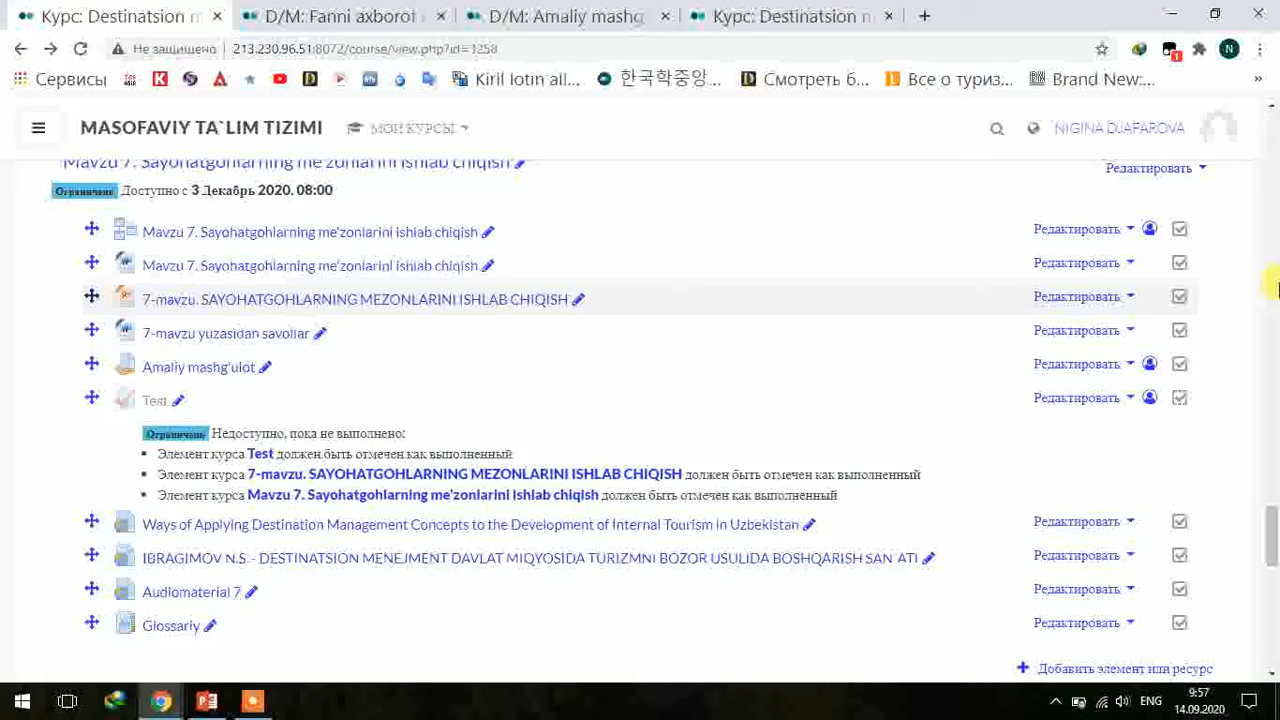 Курс: Destinatsion m
D/M: Fanni axborot
D/M: Amaliy mashg
Курс: Destinatsion m
Не защищено
213.230.96.51:8072/course/view.php?id=3258
Сервисы
Kiril lotin all...
한국학중앙...
Смотреть б...
Все о туриз...
Brand New:...
MASOFAVIY TA`LIM TIZIMI
МОИ КУРСЫ
NIGINA DJAFAROVA
Mavzu 7. Sayohatgohlarning me'zonlarini ishlab chiqish
Редактировать
Ограничено Доступно с 3 Декабрь 2020. 08:00
Mavzu 7. Sayohatgohlarning me'zonlarini ishlab chiqish
Редактировать
Mavzu 7. Sayohatgohlarning me'zonlarini ishlab chiqish
Редактировать
7-mavzu. SAYOHATGOHLARNING MEZONLARINI ISHLAB CHIQISH
Редактировать
7-mavzu yuzasidan savollar
Редактировать
Amaliy mashg'ulot
Редактировать
Test
Редактировать
Ограничено Недоступно, пока не выполнено:
Элемент курса Test должен быть отмечен как выполненный
Элемент курса 7-mavzu. SAYOHATGOHLARNING MEZONLARINI ISHLAB CHIQISH должен быть отмечен как выполненный
Элемент курса Mavzu 7. Sayohatgohlarning me'zonlarini ishlab chiqish должен быть отмечен как выполненный
Ways of Applying Destination Management Concepts to the Development of Internal Tourism in Uzbekistan
Редактировать
IBRAGIMOV N.S. - DESTINATSION MENEJMENT DAVLAT MIQYOSIDA TURIZMNI BOZOR USULIDA BOSHQARISH SAN`ATI
Редактировать
Audiomaterial 7
Редактировать
Glossariy
Редактировать
Добавить элемент или ресурс
ENG
9:57
14.09.2020